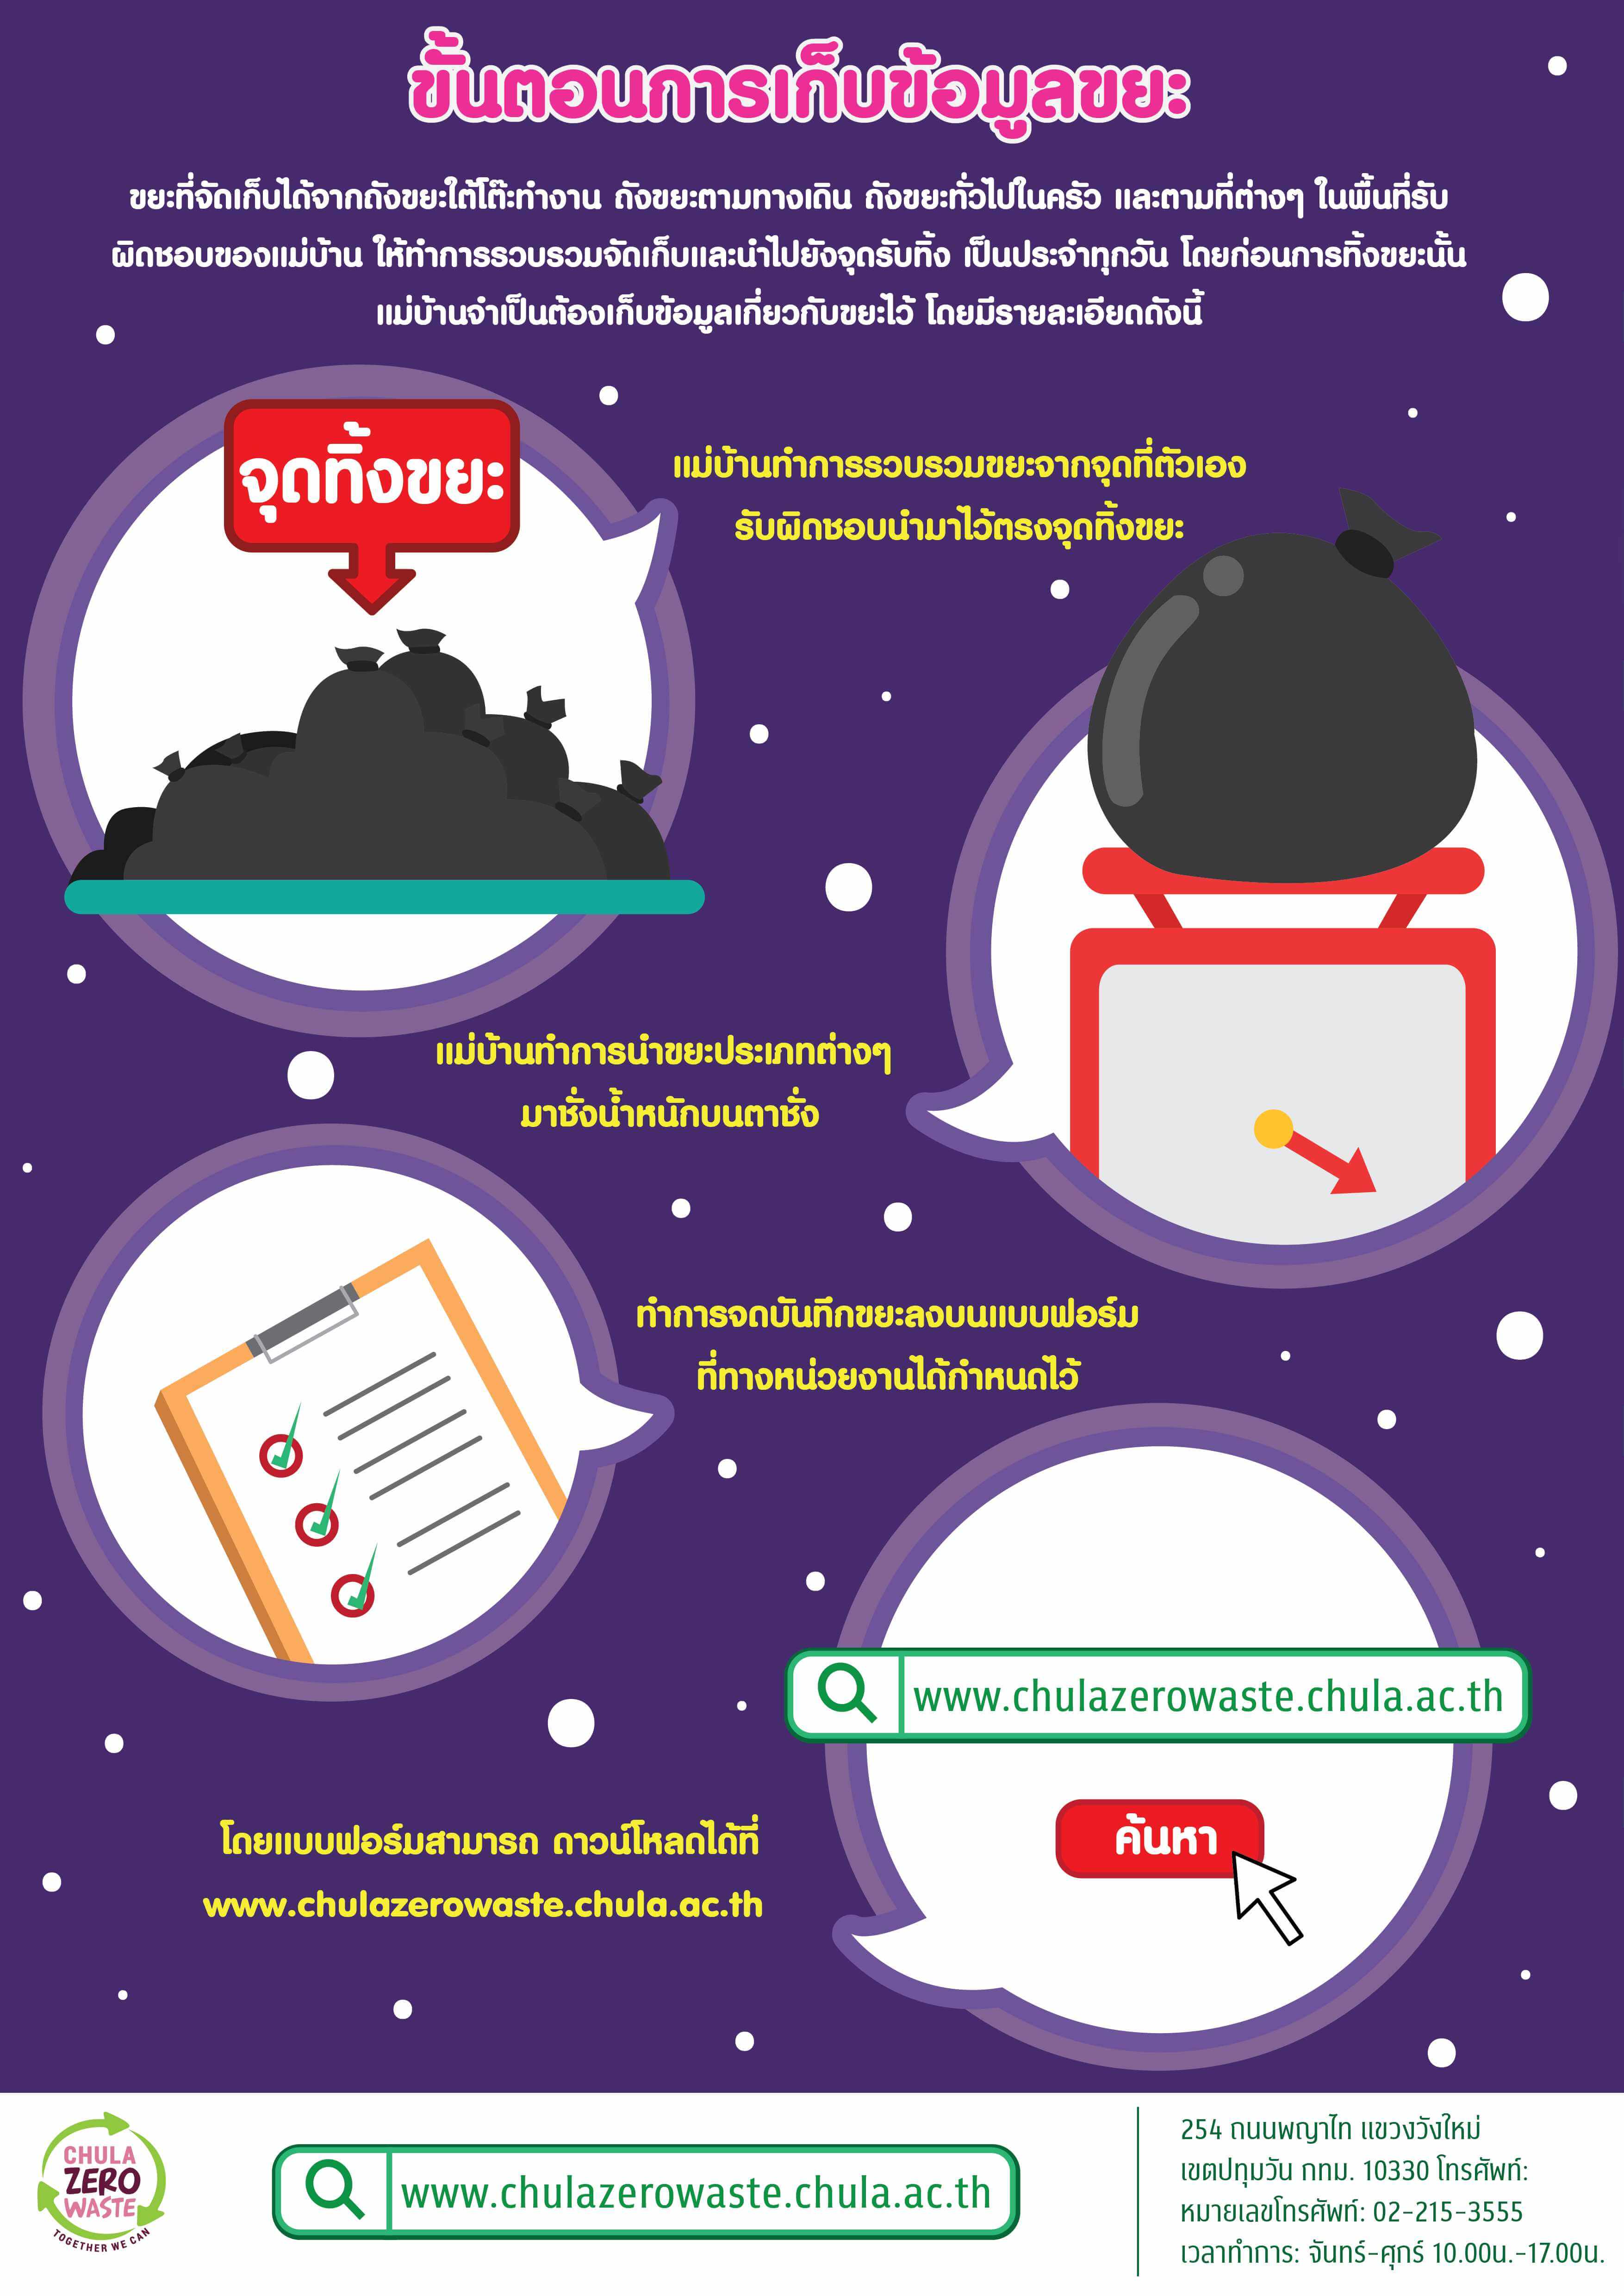 ขั้นตอนการเก็บข้อมูลขยะ
ขยะที่จัดเก็บได้จากถังขยะใต้โต๊ะทำงาน ถังขยะตามทางเดิน ถังขยะทั่วไปในครัว และตามที่ต่างๆ ในพื้นที่รับ
ผิดชอบของแม่บ้าน ให้ทำการรวบรวมจัดเก็บและนำไปยังจุดรับทิ้ง เป็นประจำทุกวัน โดยก่อนการทิ้งขยะนั้น
แม่บ้านจำเป็นต้องเก็บข้อมูลเกี่ยวกับขยะไว้ โดยมีรายละเอียดดังนี้
จุดทิ้งขยะ
แม่บ้านทำการรวบรวมขยะจากจุดที่ตัวเอง
รับผิดชอบนำมาไว้ตรงจุดทิ้งขยะ
แม่บ้านทำการนำขยะประเภทต่างๆ
มาชั่งน้ำหนักบนตาชั่ง
ทำการจดบันทึกขยะลงบนแบบฟอร์ม
ที่ทางหน่วยงานได้กำหนดไว้
www.chulazerowaste.chula.ac.th
ค้นหา
โดยแบบฟอร์มสามารถ ดาวน์โหลดได้ที่
www.chulazerowaste.chula.ac.th
CHULA
ZERO
WASTE
TOGETHER WE CAN
www.chulazerowaste.chula.ac.th
254 ถนนพญาไท แขวงวังใหม่
เขตปทุมวัน กทม. 10330 โทรศัพท์:
หมายเลขโทรศัพท์: 02-215-3555
เวลาทำการ: จันทร์-ศุกร์ 10.00น.-17.00น.